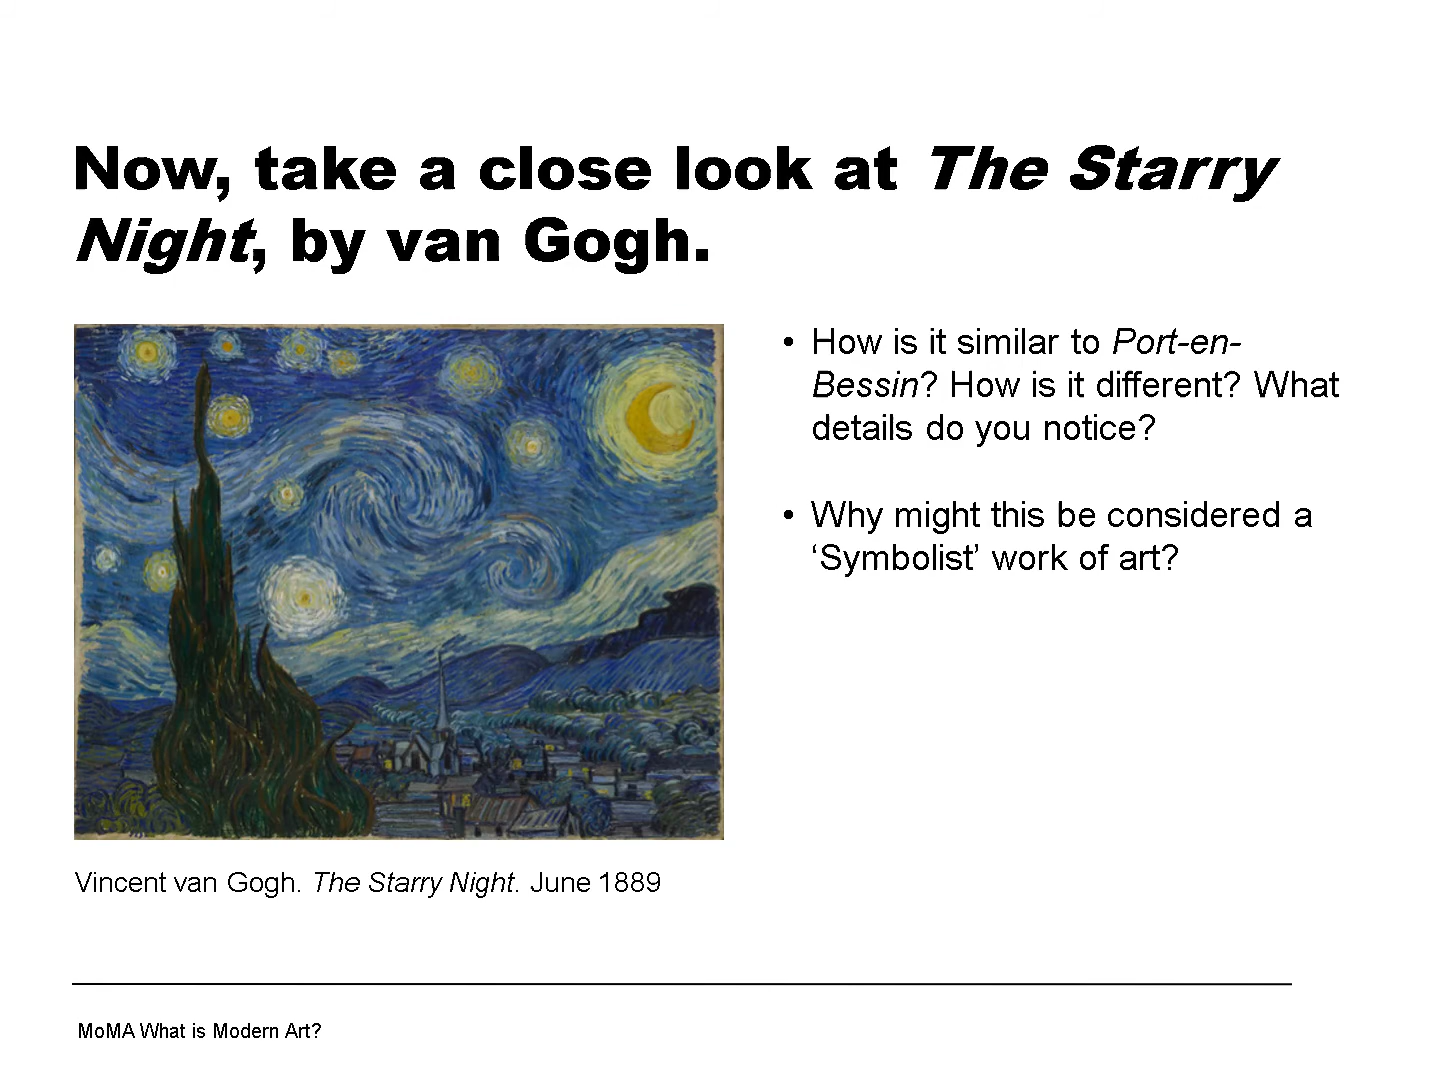 Now, take a close look at The Starry
Night, by van Gogh.
• How is it similar to Port-en-
Bessin? How is it different? What
details do you notice?
• Why might this be considered a
‘Symbolist’ work of art?
Vincent van Gogh. The Starry Night. June 1889
MoMA What is Modern Art?